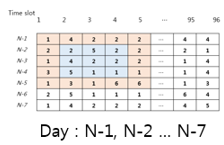 Time slot
1 2 3 4 5 ... 95 96
N-1 1 4 2 2 2 ... 4 4
N-2 2 2 5 2 2 ... 2 1
N-3 1 4 2 2 2 ... 1 4
N-4 3 5 1 1 1 ... 1 4
N-5 1 3 1 6 6 ... 1 3
N-6 2 5 1 1 1 ... 6 4
N-7 1 4 2 2 2 ... 4 5
Day : N-1, N-2 ... N-7